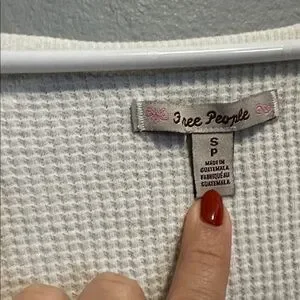 Free People
S
P
MADE IN
GUATEMALA
FABRIQUÉ AU
GUATEMALA